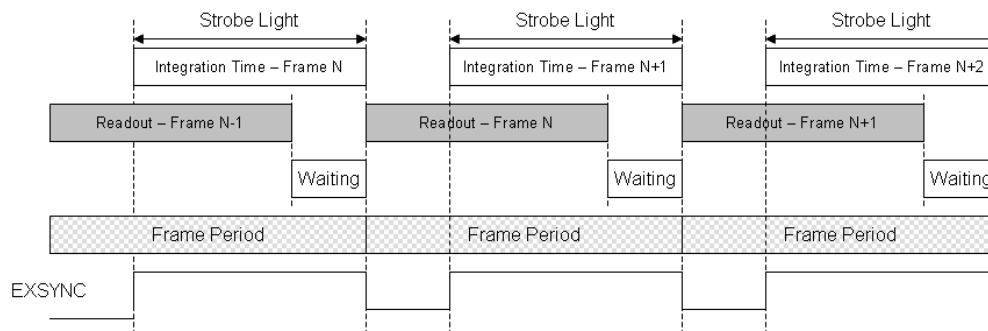 Strobe Light Strobe Light Strobe Light
Integration Time – Frame N Integration Time – Frame N+1 Integration Time – Frame N+2
Readout – Frame N-1 Readout – Frame N Readout – Frame N+1
Waiting Waiting Waiting
Frame Period Frame Period Frame Period
EXSYNC